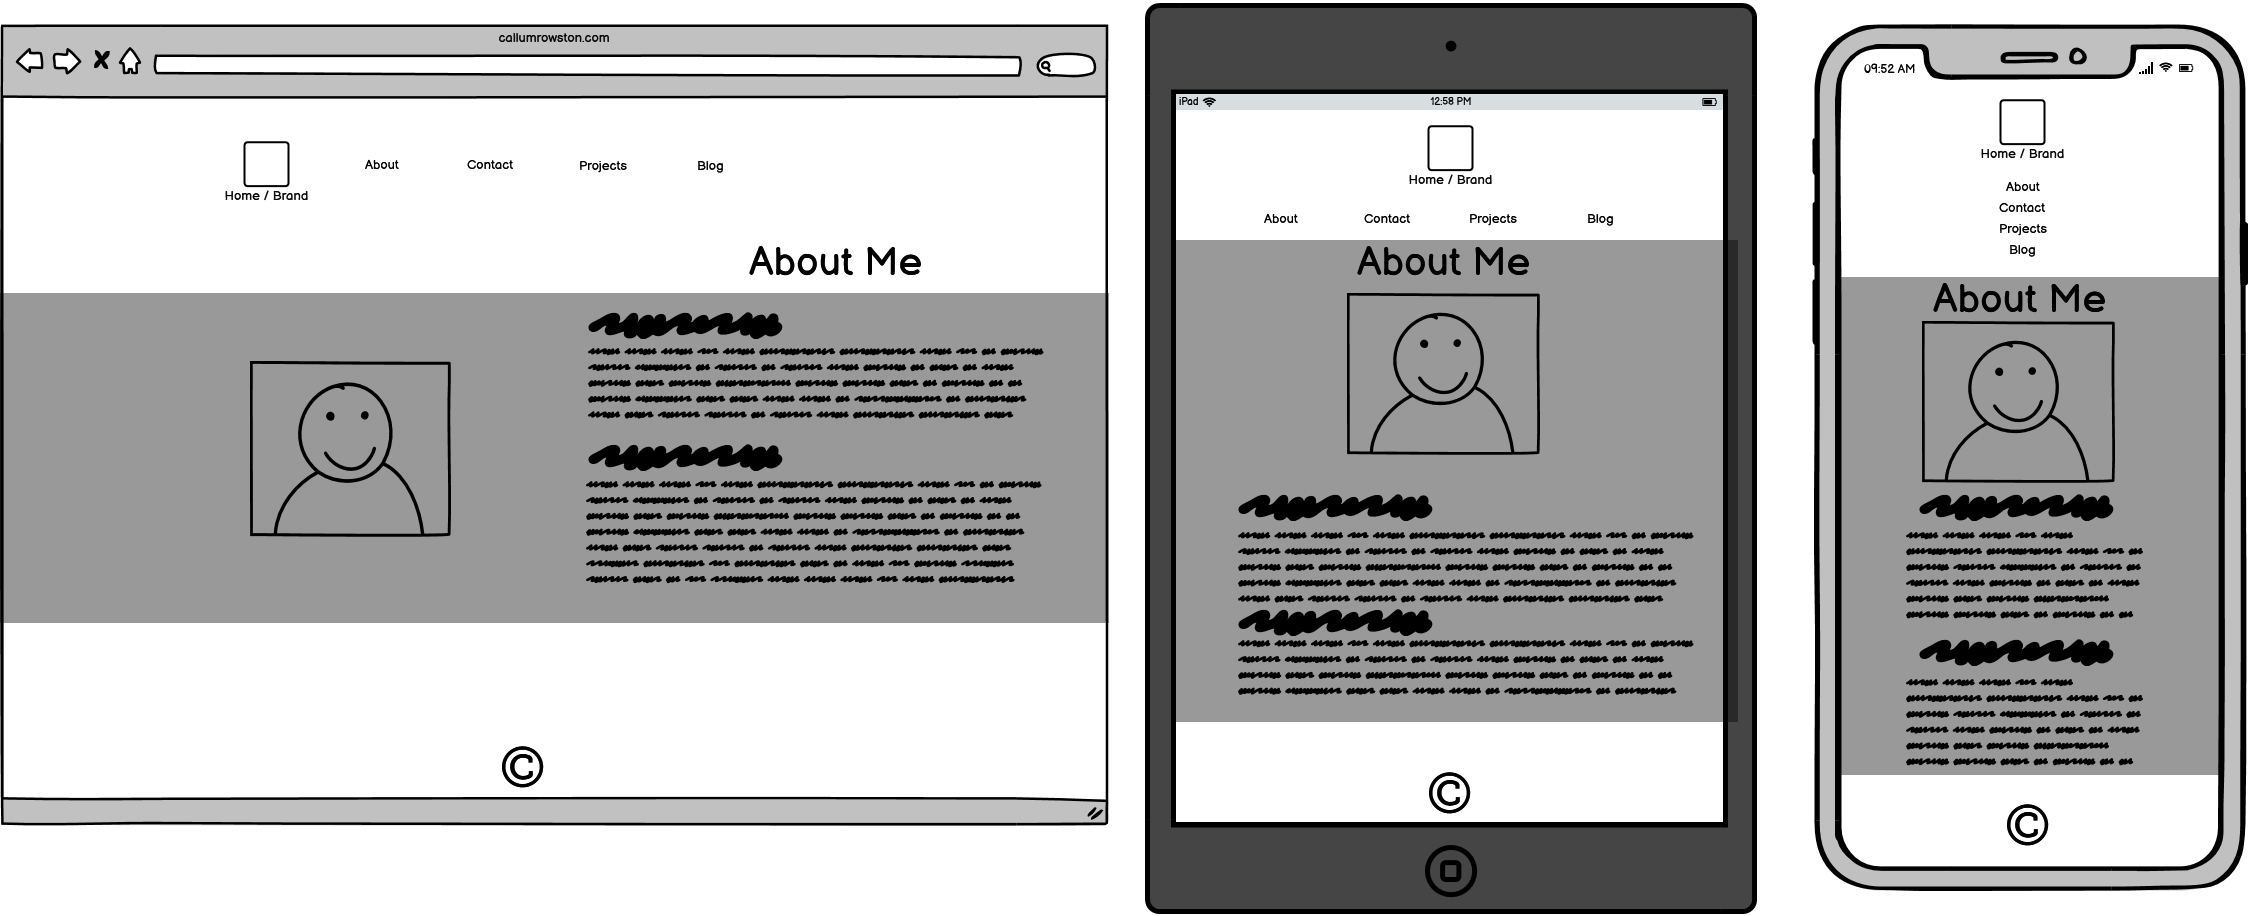 callumrowston.com
About Contact Projects Blog
Home / Brand
About Me
©
iPad 12:58 PM
Home / Brand
About Contact Projects Blog
About Me
©
09:52 AM
Home / Brand
About
Contact
Projects
Blog
About Me
©